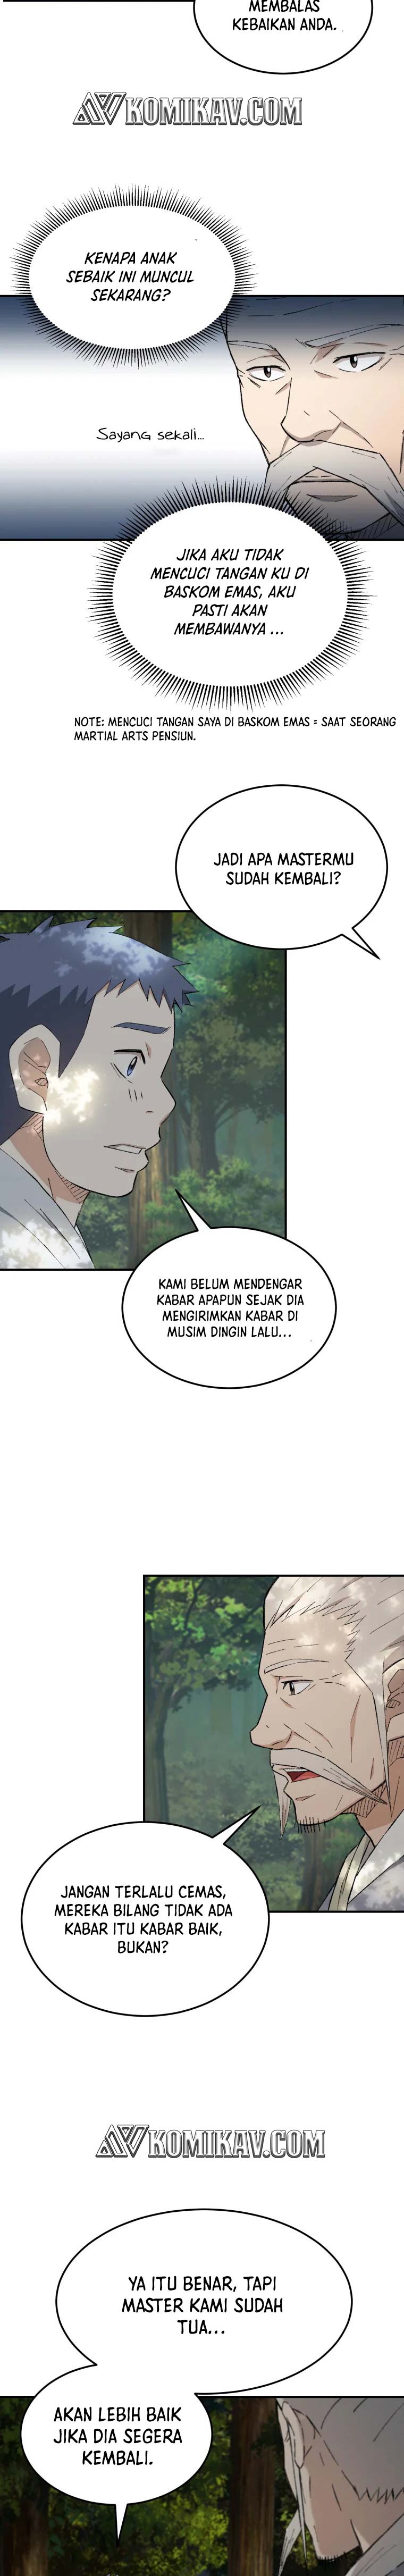 MEMBALAS
KEBAIKAN ANDA.
KOMIKAV.COM
KENAPA ANAK
SEBAIK INI MUNCUL
SEKARANG?
Sayang sekali...
JIKA AKU TIDAK
MENCUCI TANGAN KU DI
BASKOM EMAS, AKU
PASTI AKAN
MEMBAWANYA ...
NOTE: MENCUCI TANGAN SAYA DI BASKOM EMAS = SAAT SEORANG
MARTIAL ARTS PENSIUN.
JADI APA MASTERMU
SUDAH KEMBALI?
KAMI BELUM MENDENGAR
KABAR APAPUN SEJAK DIA
MENGIRIMKAN KABAR DI
MUSIM DINGIN LALU...
JANGAN TERLALU CEMAS,
MEREKA BILANG TIDAK ADA
KABAR ITU KABAR BAIK,
BUKAN?
KOMIKAV.COM
YA ITU BENAR, TAPI
MASTER KAMI SUDAH
TUA...
AKAN LEBIH BAIK
JIKA DIA SEGERA
KEMBALI.